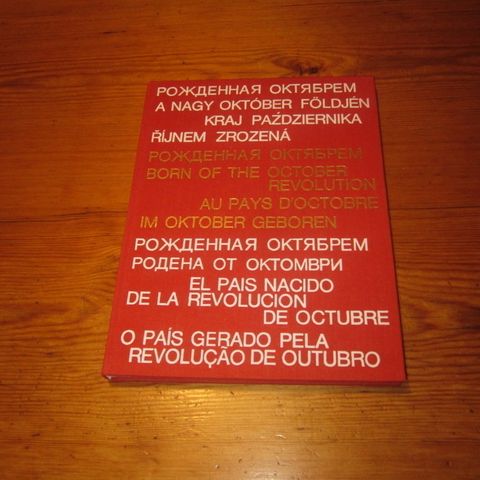 РОЖДЕННАЯ ОКТЯБРЕМ
A NAGY OKTÓBER FÖLDJÉN
KRAJ PAŹDZIERNIKA
ŘÍJNEM ZROZENÁ
РОЖДЕННАЯ ОКТЯБРЕМ
BORN OF THE OCTOBER
REVOLUTION
AU PAYS D'OCTOBRE
IM OKTOBER GEBOREN
РОЖДЕННАЯ ОКТЯБРЕМ
РОДЕНА ОТ ОКТОМВРИ
EL PAIS NACIDO
DE LA REVOLUCION
DE OCTUBRE
O PAÍS GERADO PELA
REVOLUÇÃO DE OUTUBRO